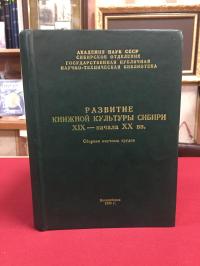 АКАДЕМИЯ НАУК СССР
СИБИРСКОЕ ОТДЕЛЕНИЕ
ГОСУДАРСТВЕННАЯ ПУБЛИЧНАЯ
НАУЧНО-ТЕХНИЧЕСКАЯ БИБЛИОТЕКА
РАЗВИТИЕ
КНИЖНОЙ КУЛЬТУРЫ СИБИРИ
XIX — начала XX вв.
Сборник научных трудов
Новосибирск